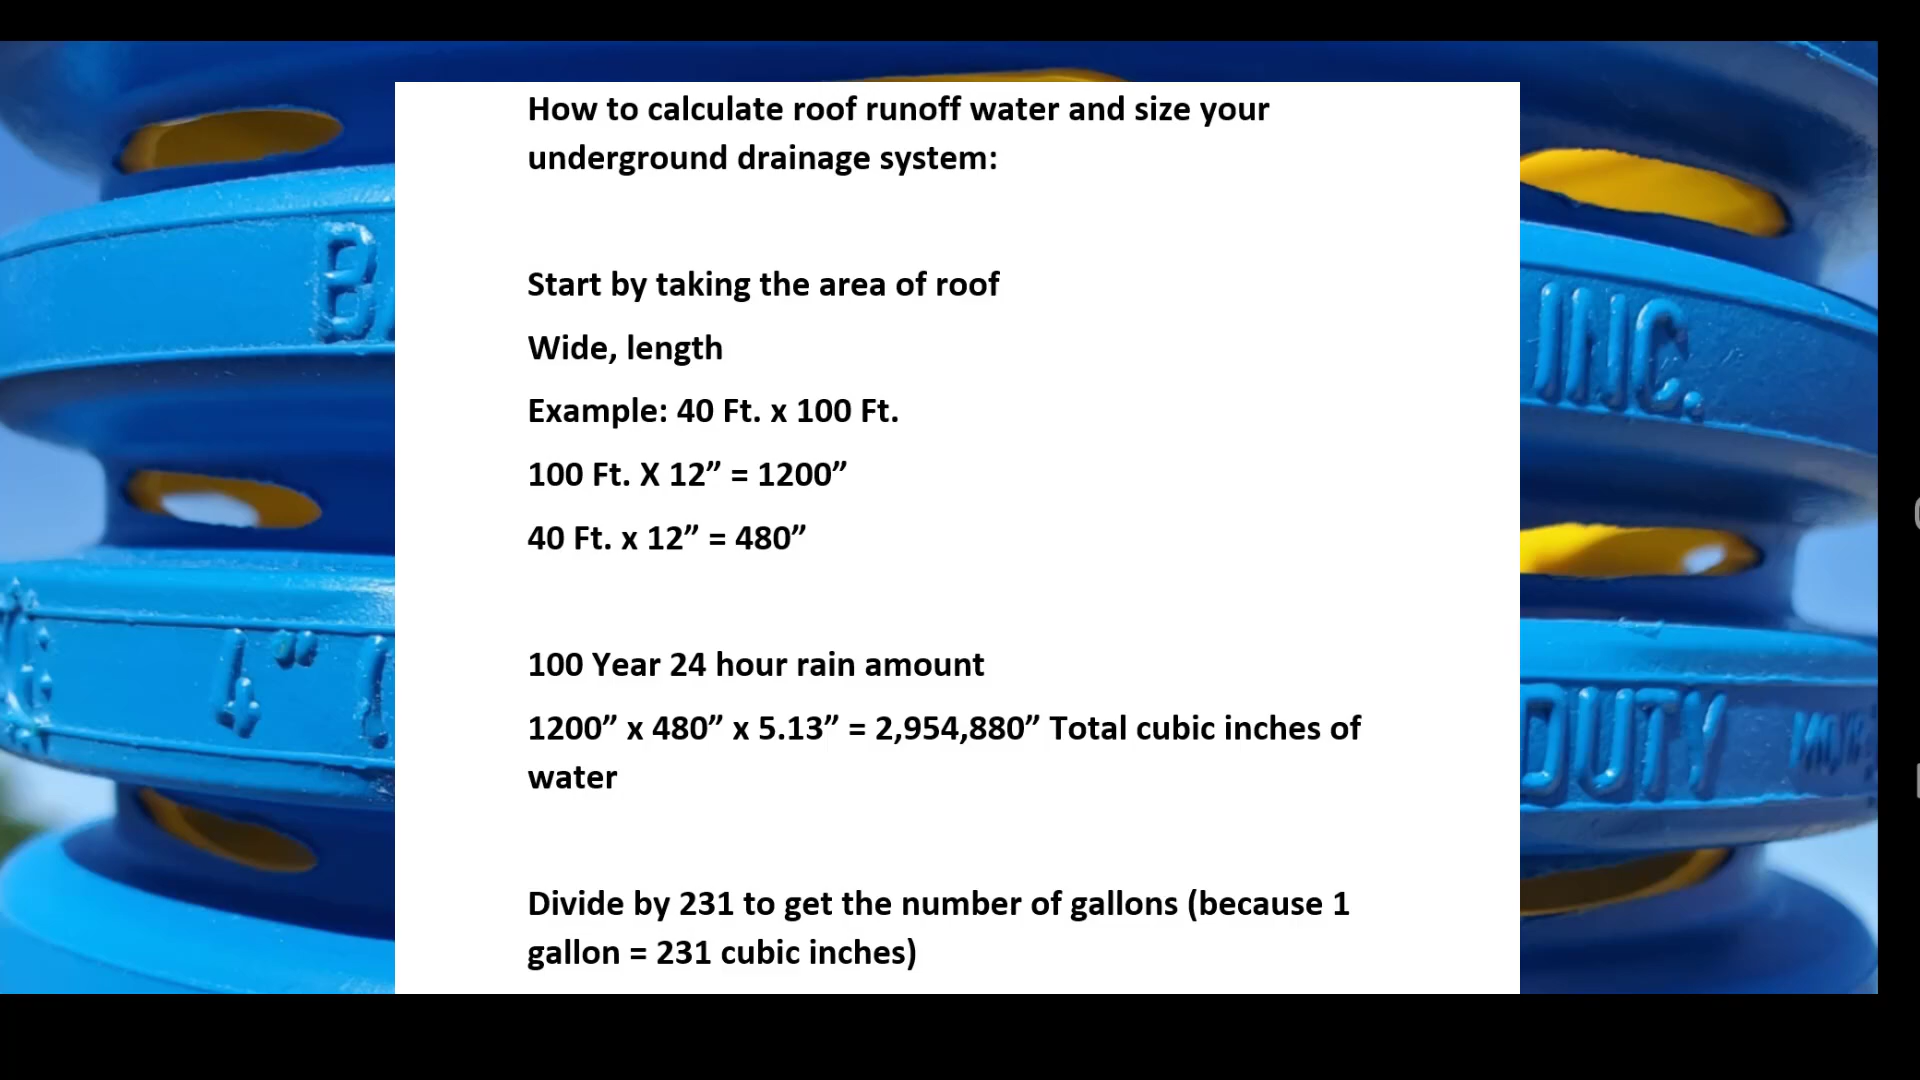 How to calculate roof runoff water and size your
underground drainage system:
Start by taking the area of roof
Wide, length
Example: 40 Ft. x 100 Ft.
100 Ft. X 12” = 1200”
40 Ft. x 12” = 480”
100 Year 24 hour rain amount
1200” x 480” x 5.13” = 2,954,880” Total cubic inches of
water
Divide by 231 to get the number of gallons (because 1
gallon = 231 cubic inches)
INC.
4”
DUTY